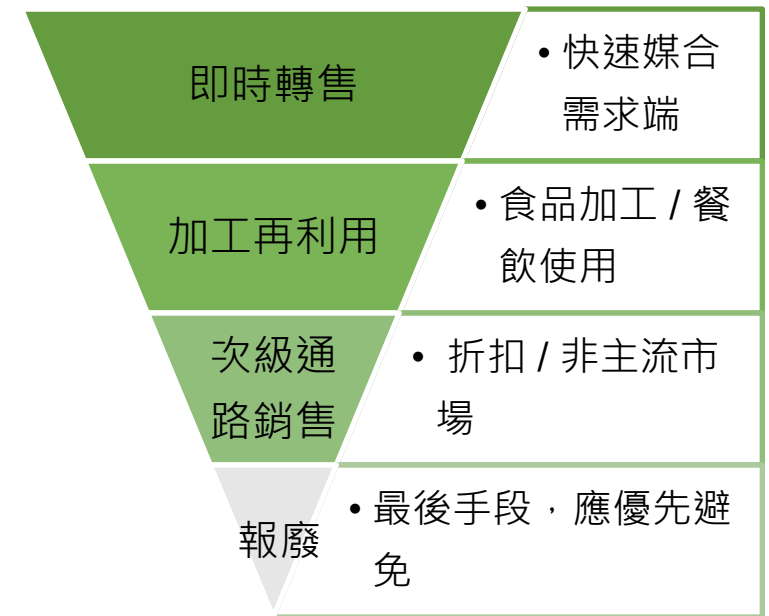 即時轉售
• 快速媒合
需求端
加工再利用
• 食品加工 / 餐
飲使用
次級通
路銷售
• 折扣 / 非主流市
場
報廢
• 最後手段，應優先避
免